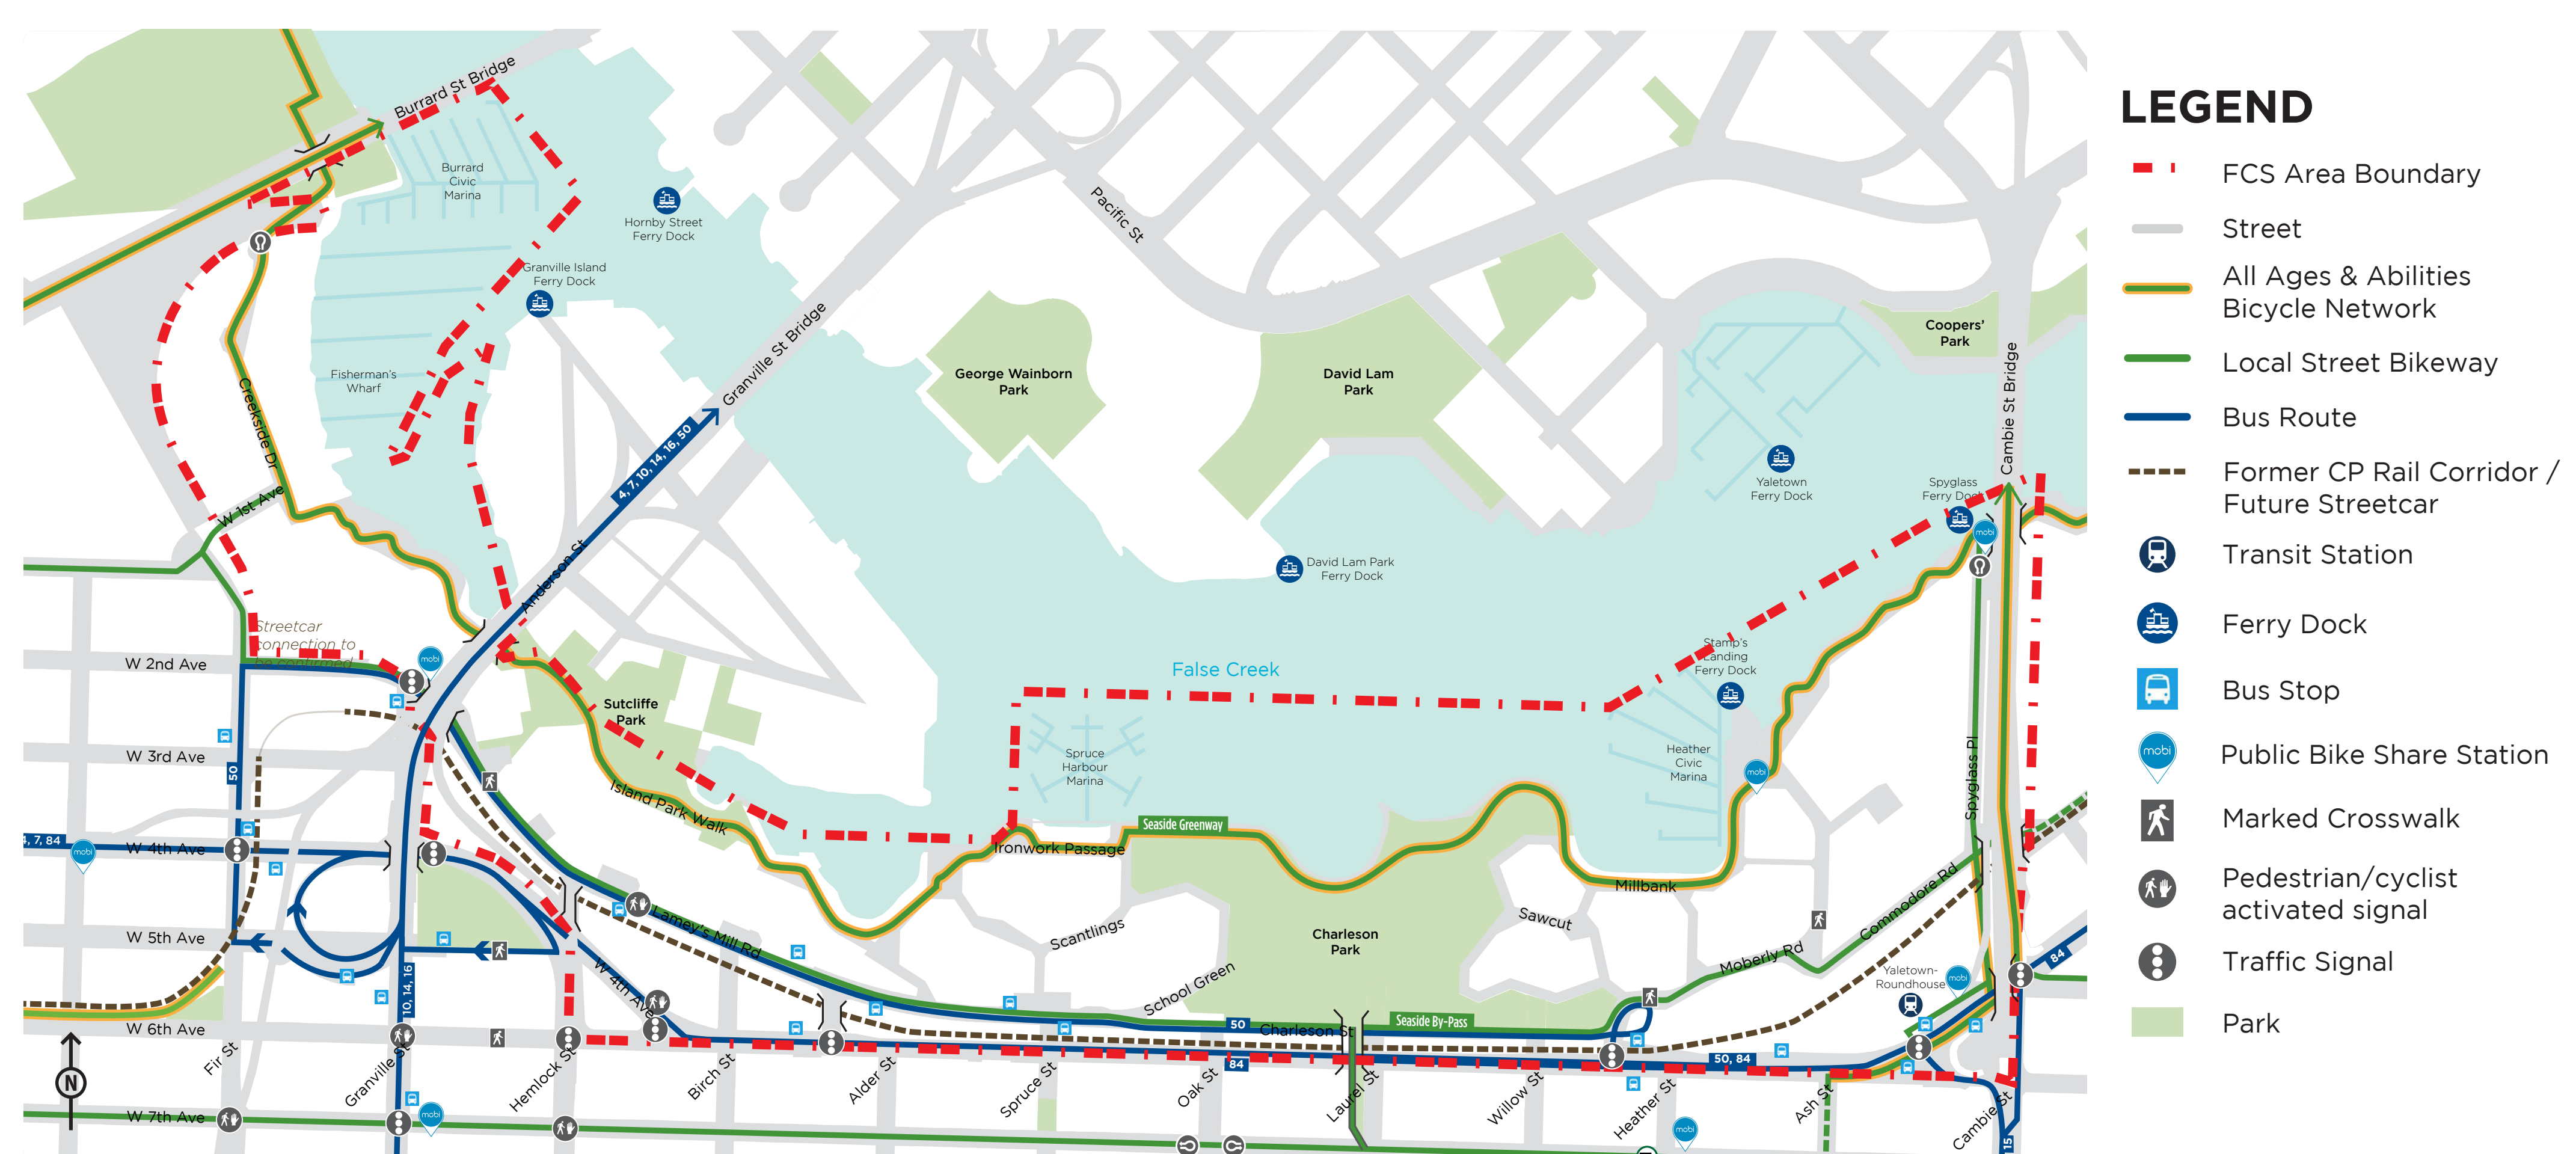 Burrard St Bridge
Burrard
Civic
Marina
Hornby Street
Ferry Dock
Granville Island
Ferry Dock
Pacific St
Fisherman's
Wharf
Creekside Dr
Granville St Bridge
George Wainborn
Park
David Lam
Park
Coopers'
Park
Cambie St Bridge
4, 7, 10, 14, 16, 50
Yaletown
Ferry Dock
Spyglass
Ferry Dock
mobi
W 1st Ave
Anderson St
David Lam Park
Ferry Dock
Streetcar
connection to
be confirmed
W 2nd Ave
mobi
False Creek
Stamp's
Landing
Ferry Dock
Sutcliffe
Park
W 3rd Ave
50
Spruce
Harbour
Marina
Heather
Civic
Marina
mobi
Spyglass Pl
Island Park Walk
Seaside Greenway
Ironwork Passage
4, 7, 84
mobi
W 4th Ave
Millbank
Commodore Rd
Lamey's Mill Rd
Scantlings
Sawcut
Charleson
Park
W 5th Ave
W 4th Ave
School Green
Moberly Rd
Yaletown-
Roundhouse
mobi
84
10, 14, 16
W 6th Ave
50
Charleson St
Seaside By-Pass
84
50, 84
N
Fir St
Granville St
Hemlock St
Birch St
Alder St
Spruce St
Oak St
Laurel St
Willow St
Heather St
Ash St
Cambie St
W 7th Ave
mobi
mobi
15
LEGEND
FCS Area Boundary
Street
All Ages & Abilities
Bicycle Network
Local Street Bikeway
Bus Route
Former CP Rail Corridor /
Future Streetcar
Transit Station
Ferry Dock
Bus Stop
mobi
Public Bike Share Station
Marked Crosswalk
Pedestrian/cyclist
activated signal
Traffic Signal
Park